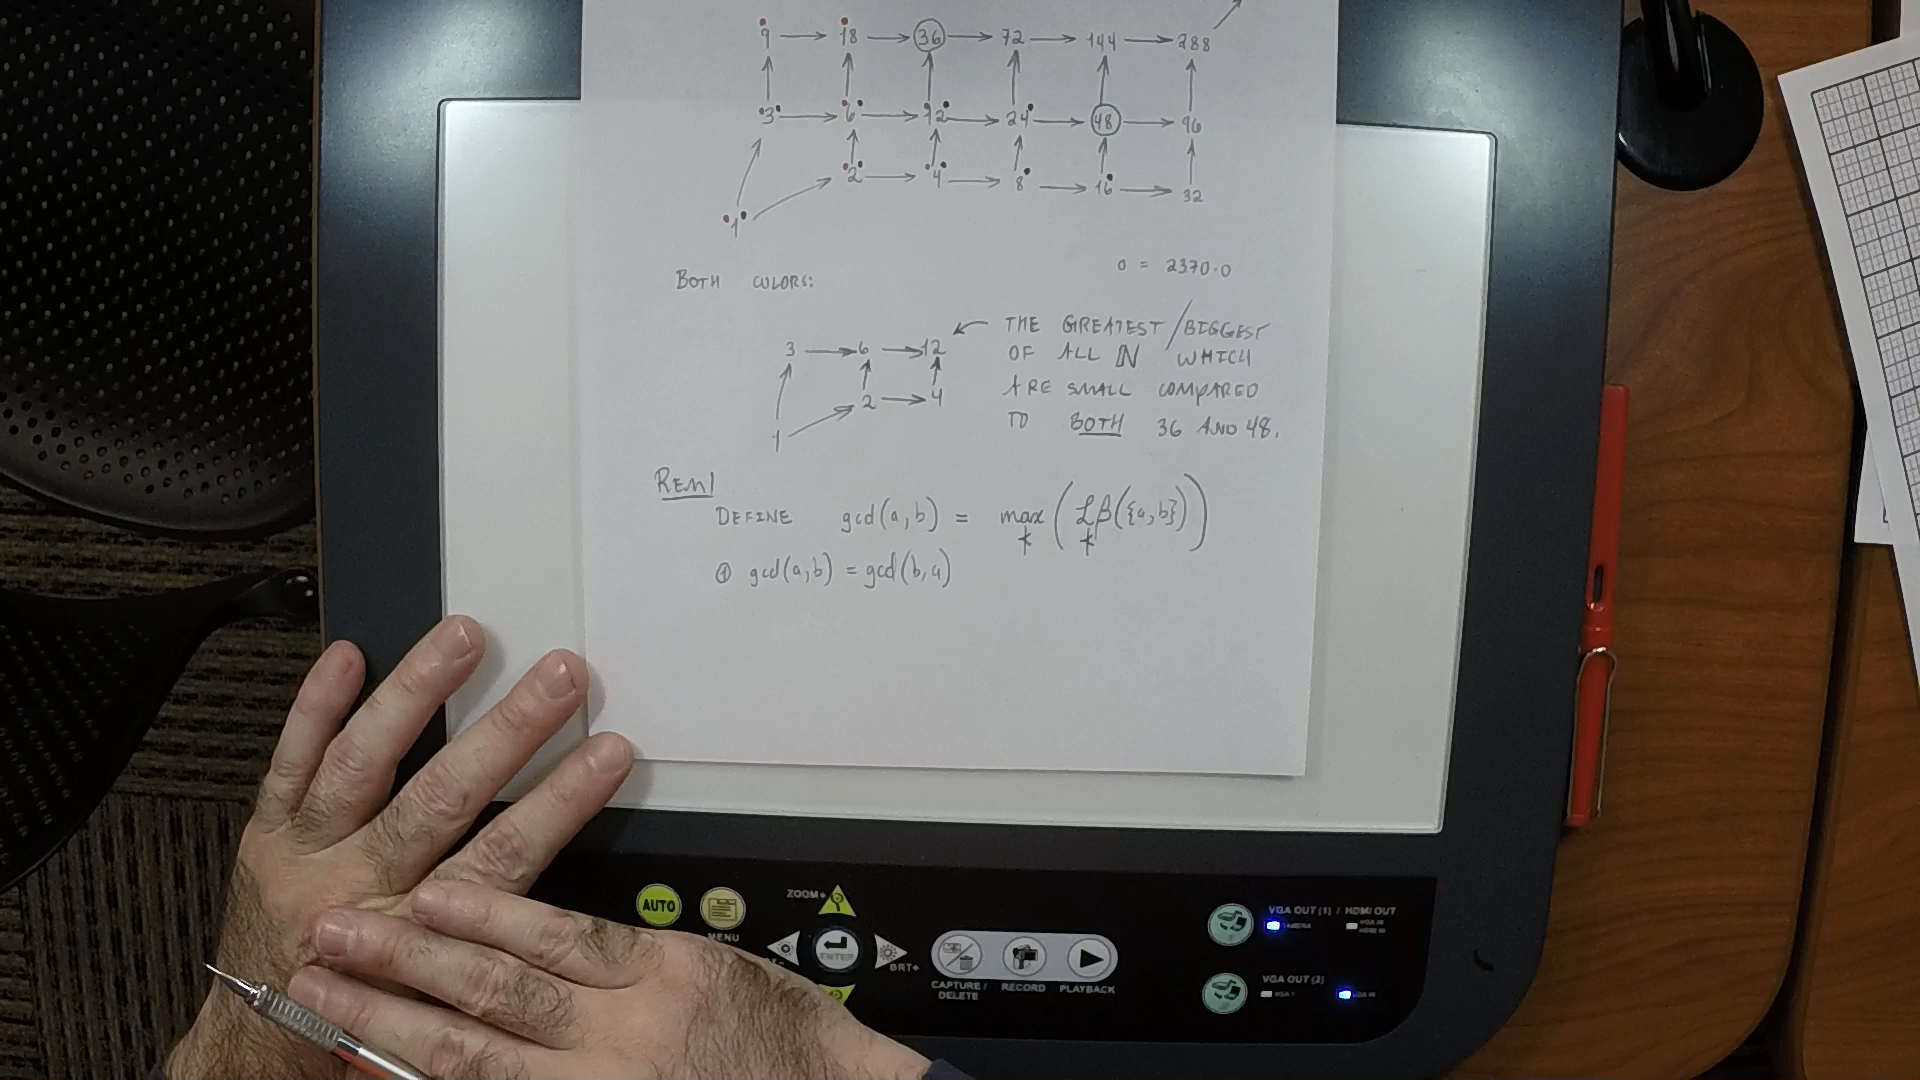 9 → 18 → 36 → 72 → 144 → 288
3 → 6 → 12 → 24 → 48 → 96
2 → 4 → 8 → 16 → 32
1
BOTH COLORS:
0 = 2370·0
3 → 6 → 12
2 → 4
1
THE GREATEST/BIGGEST
OF ALL IN WHICH
ARE SMALL COMPARED
TO BOTH 36 AND 48.
REM1
DEFINE gcd(a,b) = max ( ℒβ({a,b}) )
① gcd(a,b) = gcd(b,a)
AUTO
MENU
ZOOM+
ENTER
BRT+
CAPTURE / DELETE
RECORD
PLAYBACK
VGA OUT (1) / HDMI OUT
VGA OUT (2)